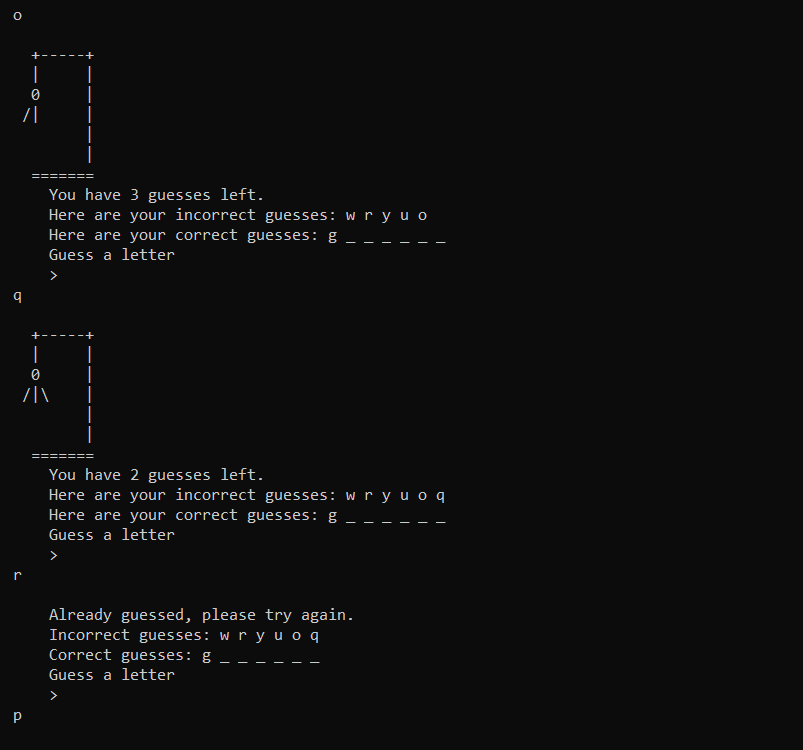 o
+-----+
|     |
0     |
/|     |
|
|
=======
You have 3 guesses left.
Here are your incorrect guesses: w r y u o
Here are your correct guesses: g _ _ _ _ _ _
Guess a letter
>
q
+-----+
|     |
0     |
/|\    |
|
|
=======
You have 2 guesses left.
Here are your incorrect guesses: w r y u o q
Here are your correct guesses: g _ _ _ _ _ _
Guess a letter
>
r
Already guessed, please try again.
Incorrect guesses: w r y u o q
Correct guesses: g _ _ _ _ _ _
Guess a letter
>
p